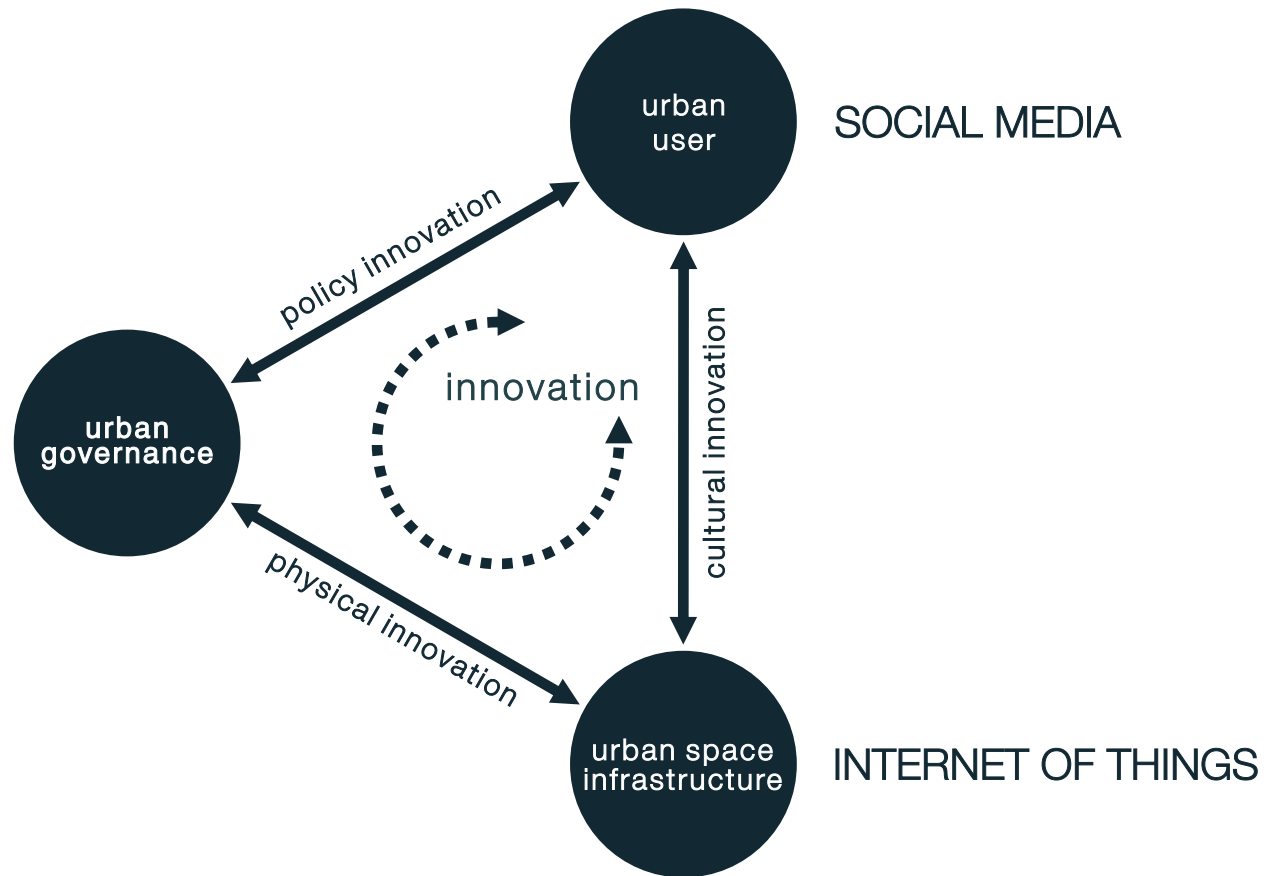 urban
user
SOCIAL MEDIA
policy innovation
innovation
cultural innovation
urban
governance
physical innovation
urban space
infrastructure
INTERNET OF THINGS